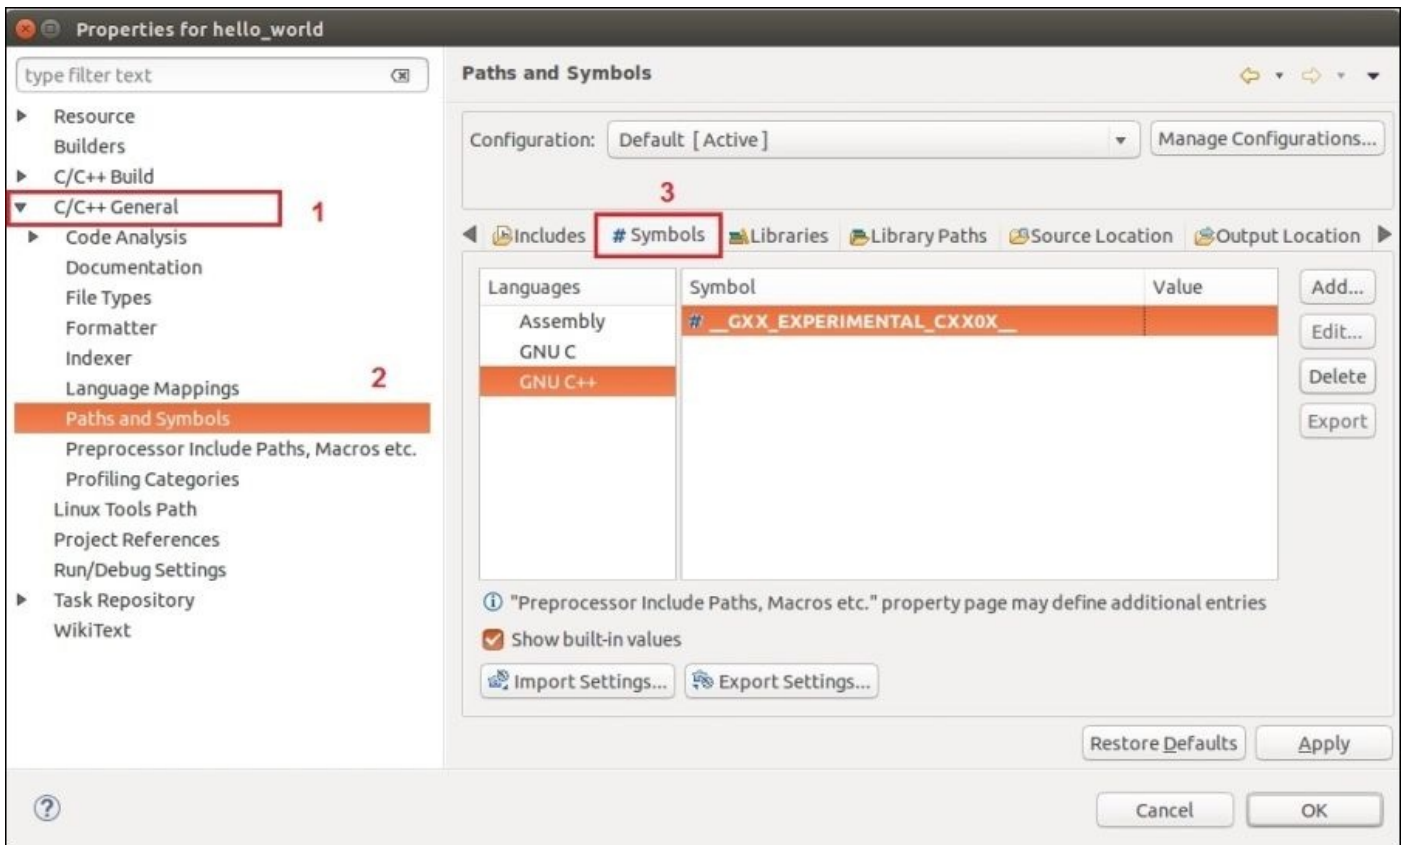 Properties for hello_world
type filter text
Resource
Builders
C/C++ Build
C/C++ General
1
Code Analysis
Documentation
File Types
Formatter
Indexer
Language Mappings
2
Paths and Symbols
Preprocessor Include Paths, Macros etc.
Profiling Categories
Linux Tools Path
Project References
Run/Debug Settings
Task Repository
WikiText
Paths and Symbols
Configuration: Default [ Active ] Manage Configurations...
3
Includes # Symbols Libraries Library Paths Source Location Output Location
Languages
Assembly
GNU C
GNU C++
Symbol Value
# __GXX_EXPERIMENTAL_CXX0X__
Add...
Edit...
Delete
Export
"Preprocessor Include Paths, Macros etc." property page may define additional entries
Show built-in values
Import Settings... Export Settings...
Restore Defaults Apply
? Cancel OK